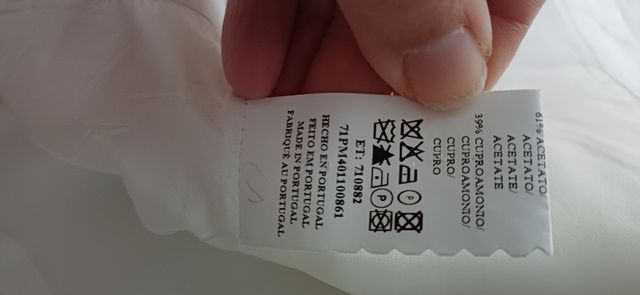 61% ACETATO/
ACETATO/
ACETATE/
ACETATE
39% CUPROAMONIO/
CUPROAMONIO/
CUPRO/
CUPRO
P
P
ET: 710882
71PM401100861
HECHO EN PORTUGAL
FEITO EM PORTUGAL
MADE IN PORTUGAL
FABRIQUÉ AU PORTUGAL